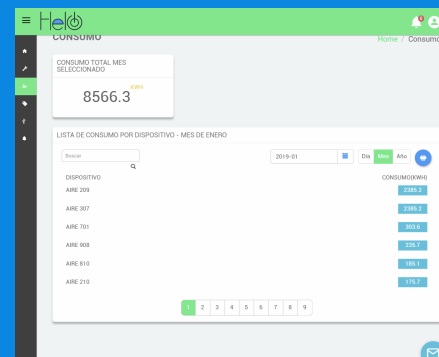 Helo
8
CONSUMO
Home / Consumo
CONSUMO TOTAL MES
SELECCIONADO
KWH
8566.3
LISTA DE CONSUMO POR DISPOSITIVO - MES DE ENERO
Buscar
2019-01
Día Mes Año
DISPOSITIVO CONSUMO(KWH)
AIRE 209 2385.2
AIRE 307 2385.2
AIRE 701 303.6
AIRE 908 235.7
AIRE 810 185.1
AIRE 210 175.7
1 2 3 4 5 6 7 8 9